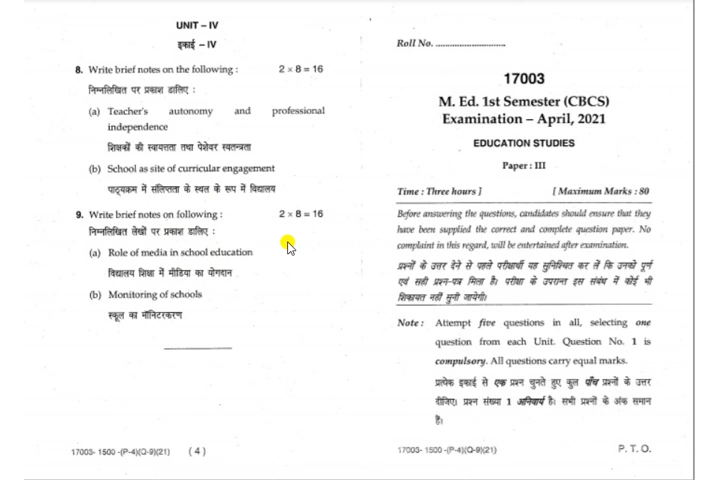 UNIT – IV
इकाई – IV
8. Write brief notes on the following : 2 × 8 = 16
निम्नलिखित पर प्रकाश डालिए :
(a) Teacher's autonomy and professional
independence
शिक्षकों की स्वायत्तता तथा पेशेवर स्वतन्त्रता
(b) School as site of curricular engagement
पाठ्यक्रम में संलिप्तता के स्थल के रूप में विद्यालय
9. Write brief notes on following : 2 × 8 = 16
निम्नलिखित लेखों पर प्रकाश डालिए :
(a) Role of media in school education
विद्यालय शिक्षा में मीडिया का योगदान
(b) Monitoring of schools
स्कूल का मॉनिटरकरण
17003- 1500 -(P-4)(Q-9)(21) ( 4 )
Roll No. ..............................
17003
M. Ed. 1st Semester (CBCS)
Examination – April, 2021
EDUCATION STUDIES
Paper : III
Time : Three hours ] [ Maximum Marks : 80
Before answering the questions, candidates should ensure that they
have been supplied the correct and complete question paper. No
complaint in this regard, will be entertained after examination.
प्रश्नों के उत्तर देने से पहले परीक्षार्थी यह सुनिश्चित कर लें कि उनको पूर्ण
एवं सही प्रश्न-पत्र मिला है। परीक्षा के उपरान्त इस संबंध में कोई भी
शिकायत नहीं सुनी जायेगी।
Note : Attempt five questions in all, selecting one
question from each Unit. Question No. 1 is
compulsory. All questions carry equal marks.
प्रत्येक इकाई से एक प्रश्न चुनते हुए कुल पाँच प्रश्नों के उत्तर
दीजिए। प्रश्न संख्या 1 अनिवार्य है। सभी प्रश्नों के अंक समान
हैं।
17003- 1500 -(P-4)(Q-9)(21) P. T. O.